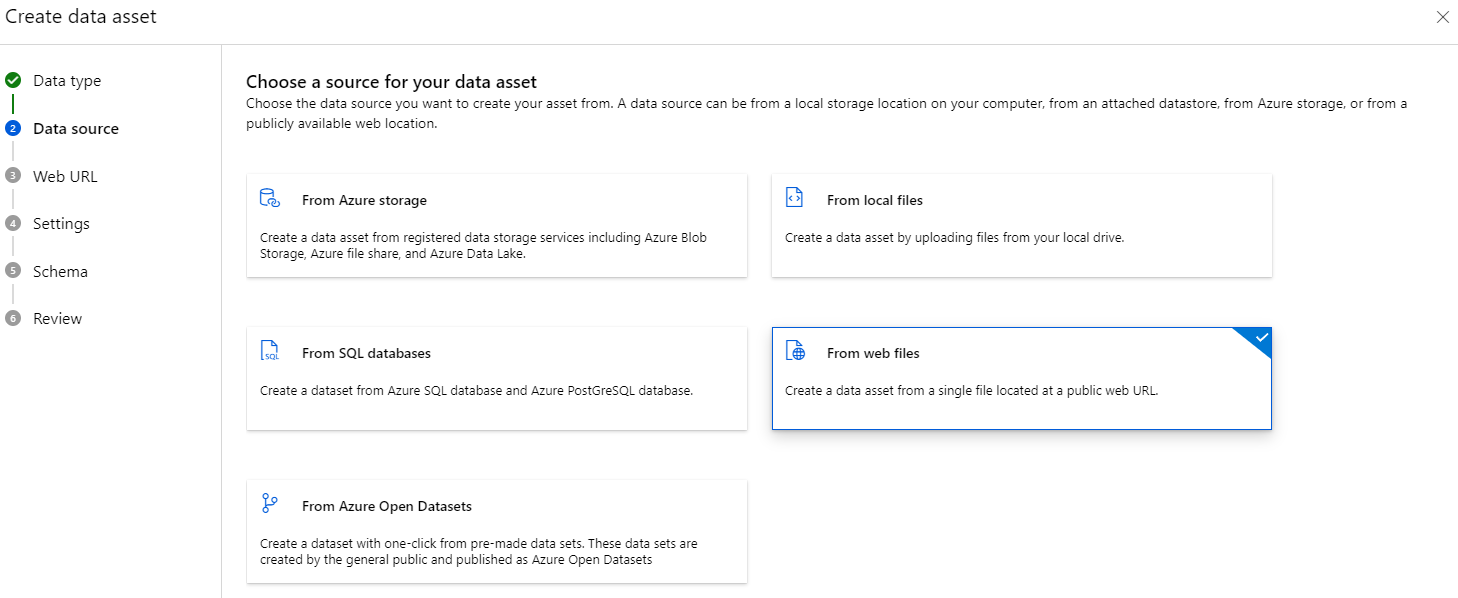 Create data asset
Data type
2 Data source
3 Web URL
4 Settings
5 Schema
6 Review
Choose a source for your data asset
Choose the data source you want to create your asset from. A data source can be from a local storage location on your computer, from an attached datastore, from Azure storage, or from a
publicly available web location.
From Azure storage
Create a data asset from registered data storage services including Azure Blob
Storage, Azure file share, and Azure Data Lake.
From local files
Create a data asset by uploading files from your local drive.
SQL
From SQL databases
Create a dataset from Azure SQL database and Azure PostGreSQL database.
From web files
Create a data asset from a single file located at a public web URL.
From Azure Open Datasets
Create a dataset with one-click from pre-made data sets. These data sets are
created by the general public and published as Azure Open Datasets